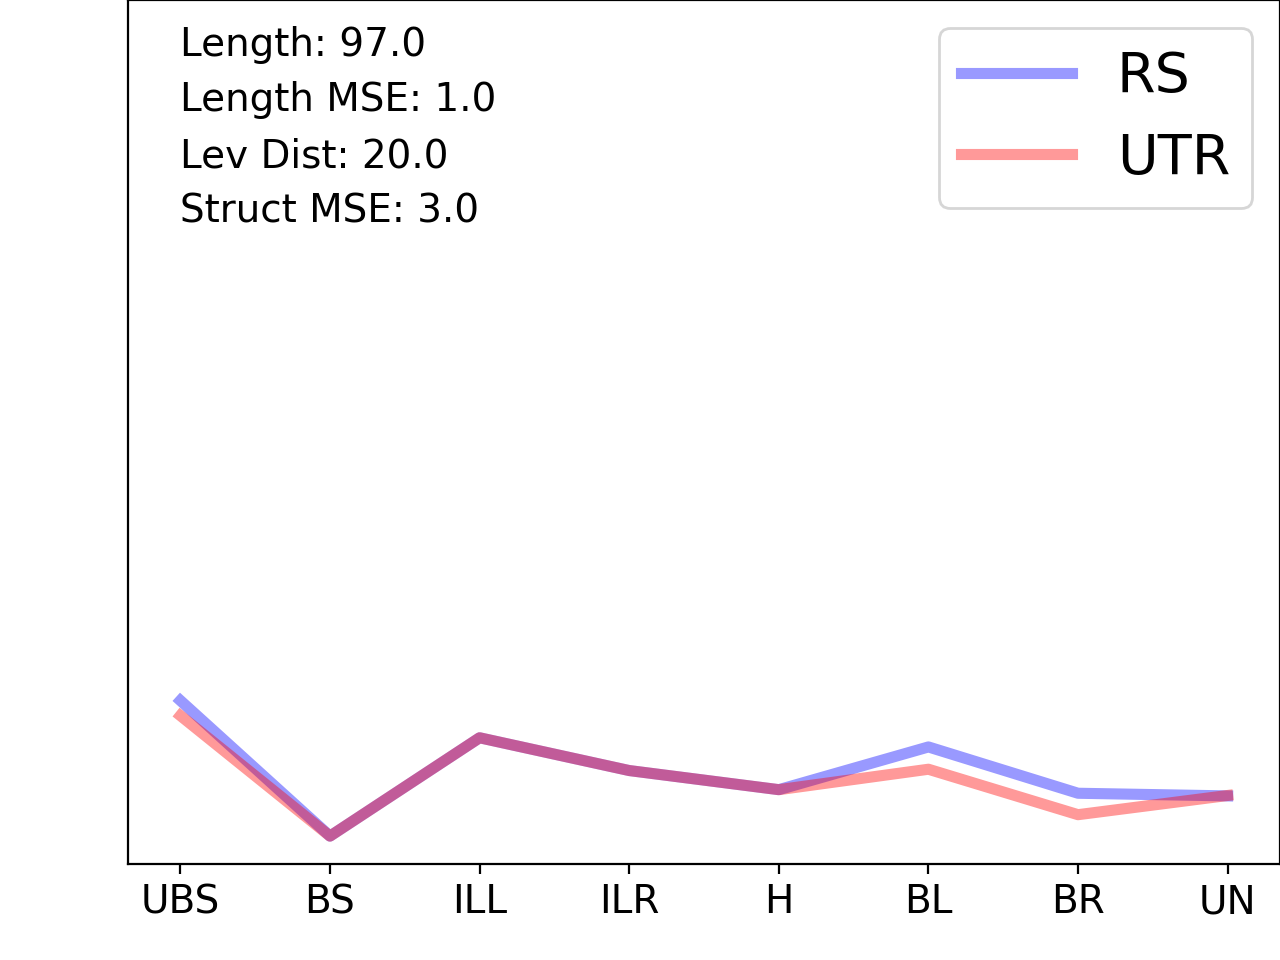 Length: 97.0
Length MSE: 1.0
Lev Dist: 20.0
Struct MSE: 3.0
RS
UTR
UBS BS ILL ILR H BL BR UN